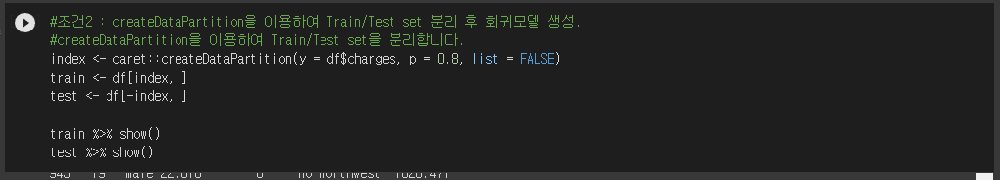 #조건2 : createDataPartition을 이용하여 Train/Test set 분리 후 회귀모델 생성.
#createDataPartition을 이용하여 Train/Test set을 분리합니다.
index <- caret::createDataPartition(y = df$charges, p = 0.8, list = FALSE)
train <- df[index, ]
test <- df[-index, ]
train %>% show()
test %>% show()